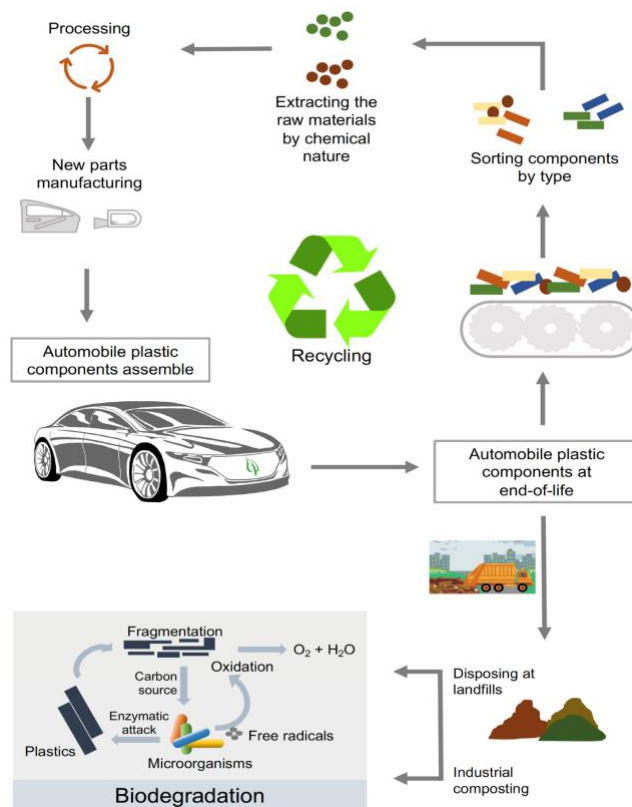 Processing
Extracting the
raw materials
by chemical
nature
Sorting components
by type
New parts
manufacturing
Recycling
Automobile plastic
components assemble
Automobile plastic
components at
end-of-life
Fragmentation
O₂ + H₂O
Carbon
source
Oxidation
Enzymatic
attack
Free radicals
Plastics
Microorganisms
Biodegradation
Disposing at
landfills
Industrial
composting